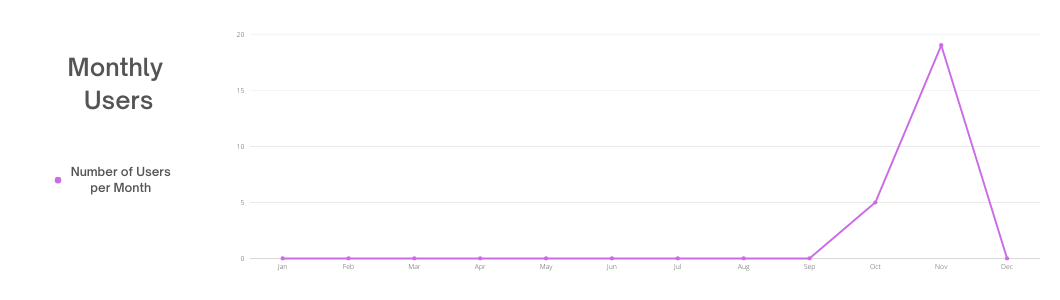 Monthly
Users
Number of Users
per Month
20
15
10
5
0
Jan Feb Mar Apr May Jun Jul Aug Sep Oct Nov Dec